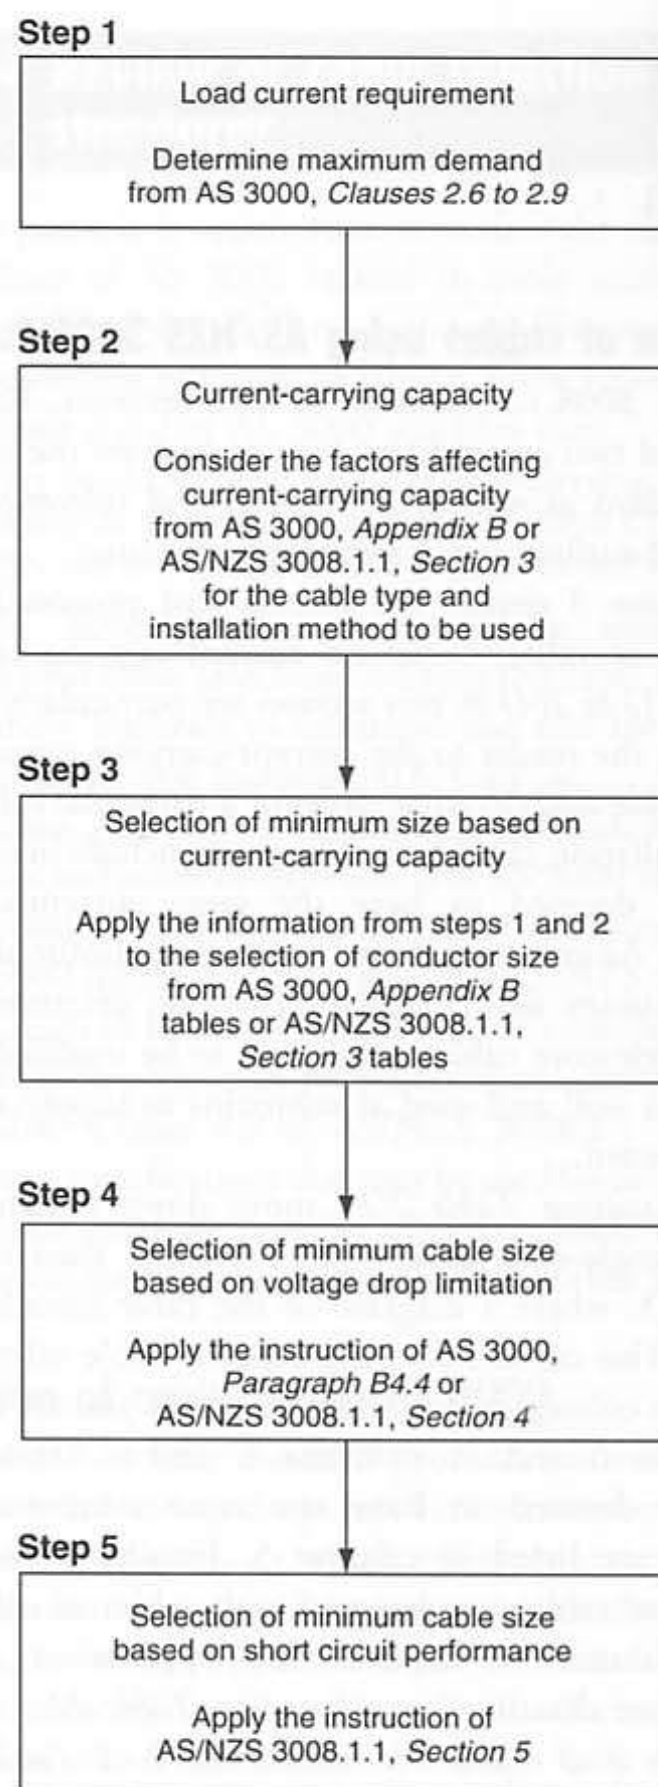 Step 1
Load current requirement
Determine maximum demand
from AS 3000, Clauses 2.6 to 2.9
Step 2
Current-carrying capacity
Consider the factors affecting
current-carrying capacity
from AS 3000, Appendix B or
AS/NZS 3008.1.1, Section 3
for the cable type and
installation method to be used
Step 3
Selection of minimum size based on
current-carrying capacity
Apply the information from steps 1 and 2
to the selection of conductor size
from AS 3000, Appendix B
tables or AS/NZS 3008.1.1,
Section 3 tables
Step 4
Selection of minimum cable size
based on voltage drop limitation
Apply the instruction of AS 3000,
Paragraph B4.4 or
AS/NZS 3008.1.1, Section 4
Step 5
Selection of minimum cable size
based on short circuit performance
Apply the instruction of
AS/NZS 3008.1.1, Section 5